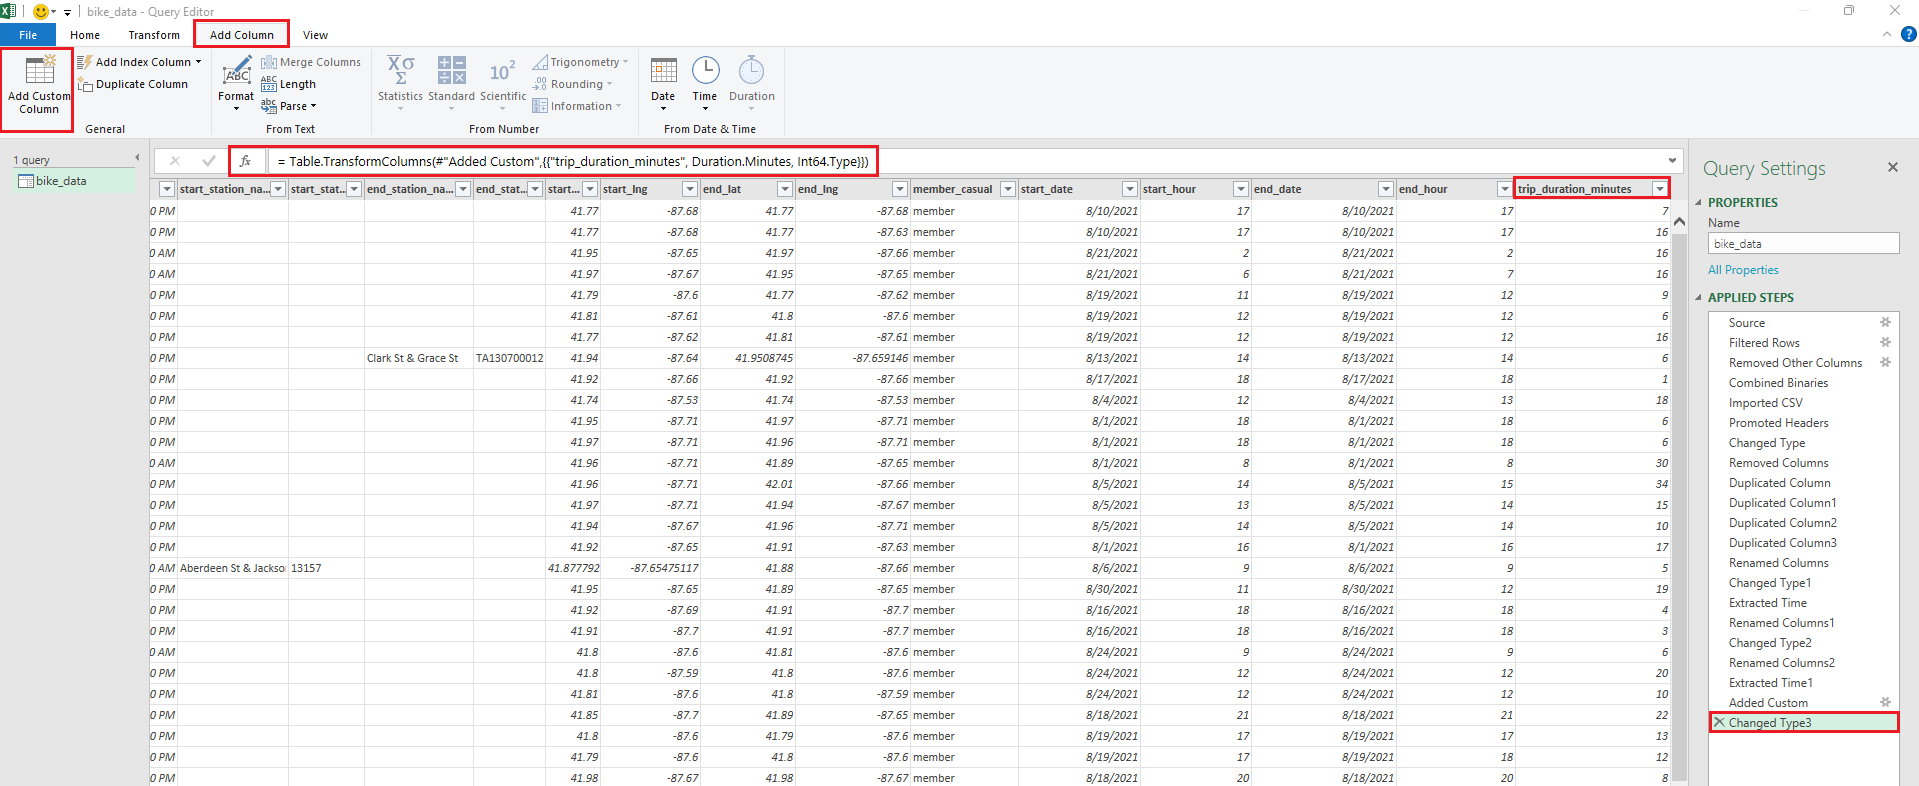 bike_data - Query Editor
File Home Transform Add Column View
Add Custom Column
Add Index Column
Duplicate Column
General
Format
Merge Columns
Length
Parse
From Text
Statistics Standard Scientific
Trigonometry
Rounding
Information
From Number
Date Time Duration
From Date & Time
1 query
bike_data
fx = Table.TransformColumns(#"Added Custom",{{"trip_duration_minutes", Duration.Minutes, Int64.Type}})
start_station_na... start_stat... end_station_na... end_stat... start... start_lng end_lat end_lng member_casual start_date start_hour end_date end_hour trip_duration_minutes
0 PM 41.77 -87.68 41.77 -87.68 member 8/10/2021 17 8/10/2021 17 7
0 PM 41.77 -87.68 41.77 -87.63 member 8/10/2021 17 8/10/2021 17 16
0 AM 41.95 -87.65 41.97 -87.66 member 8/21/2021 2 8/21/2021 2 16
0 AM 41.97 -87.67 41.95 -87.65 member 8/21/2021 6 8/21/2021 7 16
0 PM 41.79 -87.6 41.77 -87.62 member 8/19/2021 11 8/19/2021 12 9
0 PM 41.81 -87.61 41.8 -87.6 member 8/19/2021 12 8/19/2021 12 6
0 PM 41.77 -87.62 41.81 -87.61 member 8/19/2021 12 8/19/2021 12 16
0 PM Clark St & Grace St TA130700012 41.94 -87.64 41.9508745 -87.659146 member 8/13/2021 14 8/13/2021 14 6
0 PM 41.92 -87.66 41.92 -87.66 member 8/17/2021 18 8/17/2021 18 1
0 PM 41.74 -87.53 41.74 -87.53 member 8/4/2021 12 8/4/2021 13 18
0 PM 41.95 -87.71 41.97 -87.71 member 8/1/2021 18 8/1/2021 18 6
0 PM 41.97 -87.71 41.96 -87.71 member 8/1/2021 18 8/1/2021 18 6
0 AM 41.96 -87.71 41.89 -87.65 member 8/1/2021 8 8/1/2021 8 30
0 PM 41.96 -87.71 42.01 -87.66 member 8/5/2021 14 8/5/2021 15 34
0 PM 41.97 -87.71 41.94 -87.67 member 8/5/2021 13 8/5/2021 14 15
0 PM 41.94 -87.67 41.96 -87.71 member 8/5/2021 14 8/5/2021 14 10
0 PM 41.92 -87.65 41.91 -87.63 member 8/1/2021 16 8/1/2021 16 17
0 AM Aberdeen St & Jackso 13157 41.877792 -87.65475117 41.88 -87.66 member 8/6/2021 9 8/6/2021 9 5
0 PM 41.95 -87.65 41.89 -87.65 member 8/30/2021 11 8/30/2021 12 19
0 PM 41.92 -87.69 41.91 -87.7 member 8/16/2021 18 8/16/2021 18 4
0 PM 41.91 -87.7 41.91 -87.7 member 8/16/2021 18 8/16/2021 18 3
0 AM 41.8 -87.6 41.81 -87.6 member 8/24/2021 9 8/24/2021 9 6
0 PM 41.8 -87.59 41.8 -87.6 member 8/24/2021 12 8/24/2021 12 20
0 PM 41.81 -87.6 41.8 -87.59 member 8/24/2021 12 8/24/2021 12 10
0 PM 41.85 -87.7 41.89 -87.65 member 8/18/2021 21 8/18/2021 21 22
0 PM 41.8 -87.6 41.79 -87.6 member 8/19/2021 17 8/19/2021 17 13
0 PM 41.79 -87.6 41.8 -87.6 member 8/19/2021 17 8/19/2021 18 12
0 PM 41.98 -87.67 41.98 -87.67 member 8/18/2021 20 8/18/2021 20 8
Query Settings
PROPERTIES
Name
bike_data
All Properties
APPLIED STEPS
Source
Filtered Rows
Removed Other Columns
Combined Binaries
Imported CSV
Promoted Headers
Changed Type
Removed Columns
Duplicated Column
Duplicated Column1
Duplicated Column2
Duplicated Column3
Renamed Columns
Changed Type1
Extracted Time
Renamed Columns1
Changed Type2
Renamed Columns2
Extracted Time1
Added Custom
Changed Type3